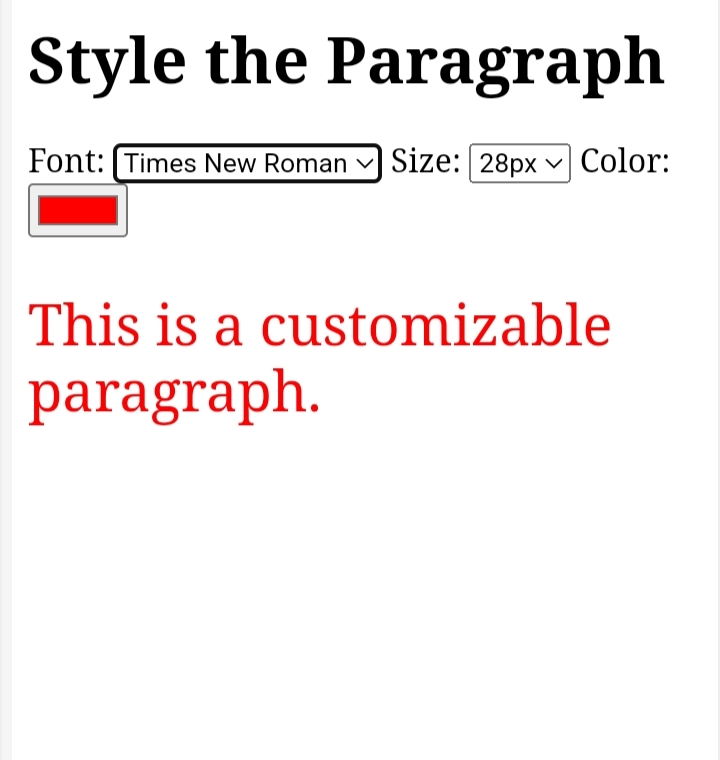 Style the Paragraph
Font: Times New Roman Size: 28px Color:
This is a customizable
paragraph.